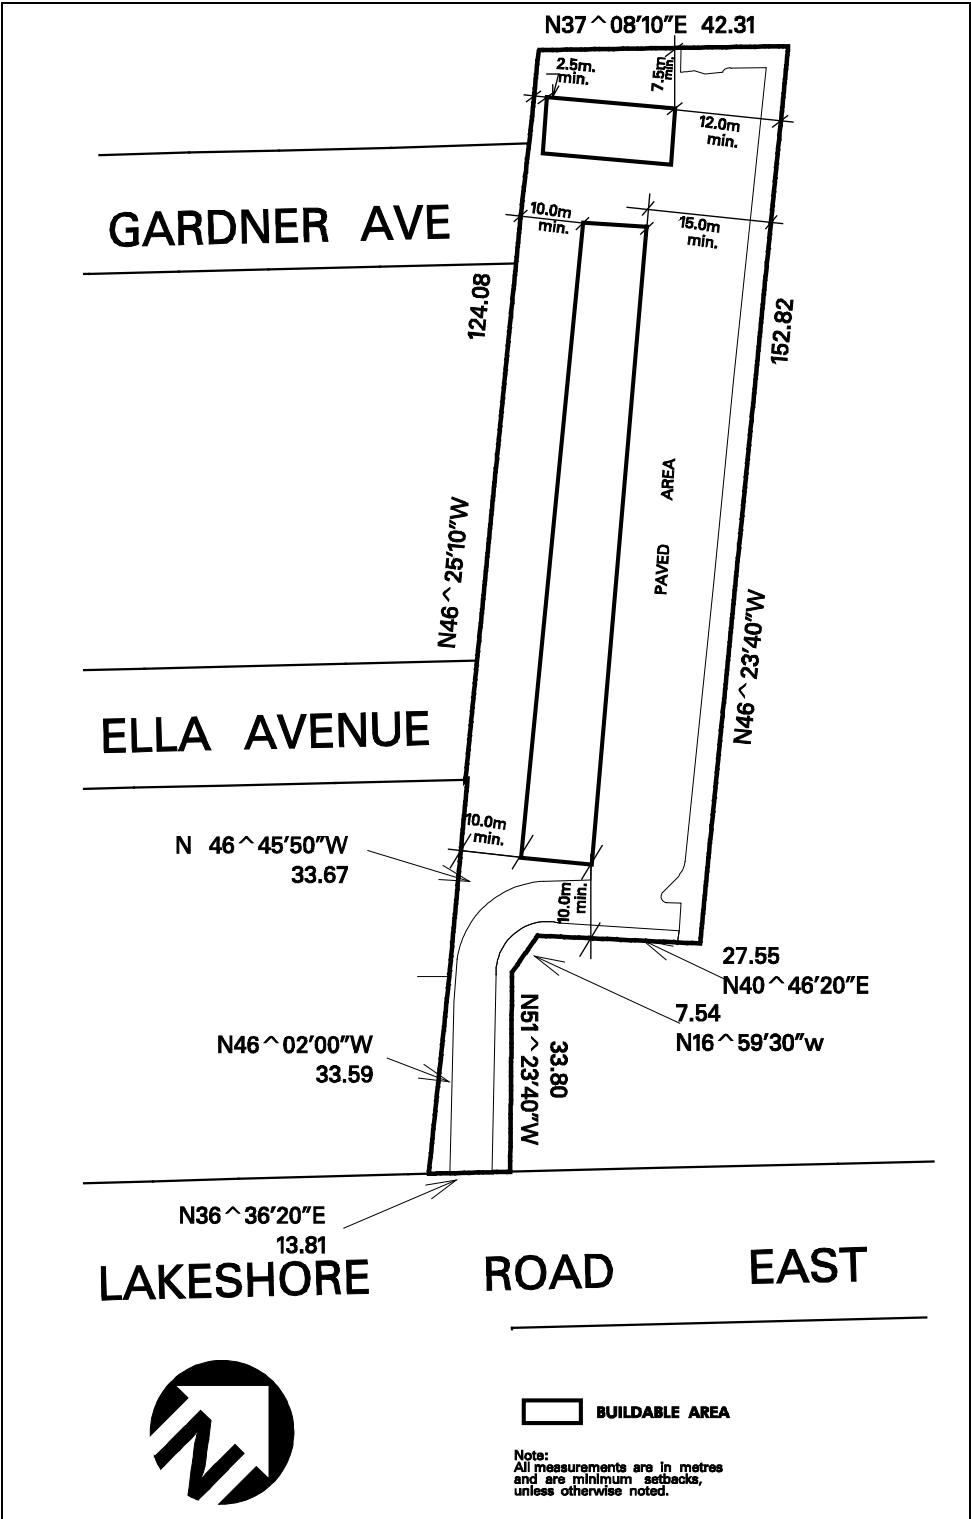 N37^08'10"E 42.31
2.5m.
min.
7.5m
min.
12.0m
min.
GARDNER AVE
10.0m
min.
15.0m
min.
124.08
152.82
PAVED AREA
N46^25'10"W
N46^23'40"W
ELLA AVENUE
10.0m
min.
N 46^45'50"W
33.67
10.0m
min.
27.55
N40^46'20"E
7.54
N16^59'30"w
N46^02'00"W
33.59
33.80
N51^23'40"W
N36^36'20"E
13.81
LAKESHORE ROAD EAST
N
BUILDABLE AREA
Note:
All measurements are in metres
and are minimum setbacks,
unless otherwise noted.